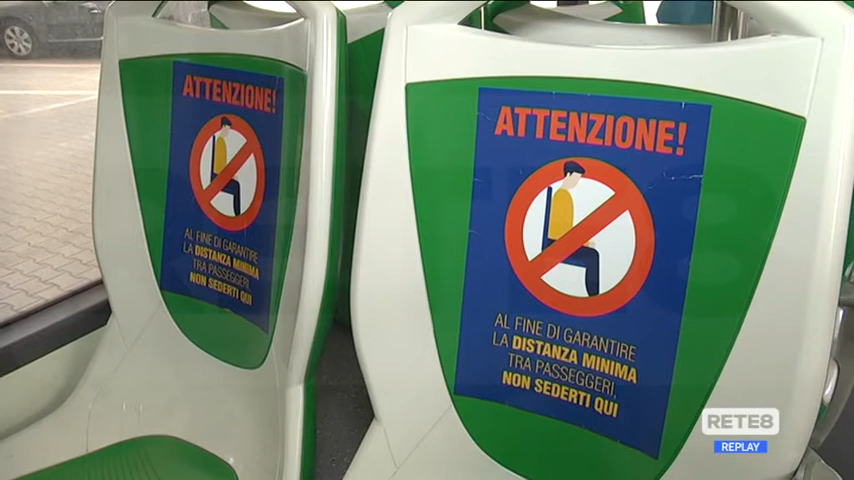 ATTENZIONE!
AL FINE DI GARANTIRE
LA DISTANZA MINIMA
TRA PASSEGGERI,
NON SEDERTI QUI
ATTENZIONE!
AL FINE DI GARANTIRE
LA DISTANZA MINIMA
TRA PASSEGGERI,
NON SEDERTI QUI
RETE8
REPLAY